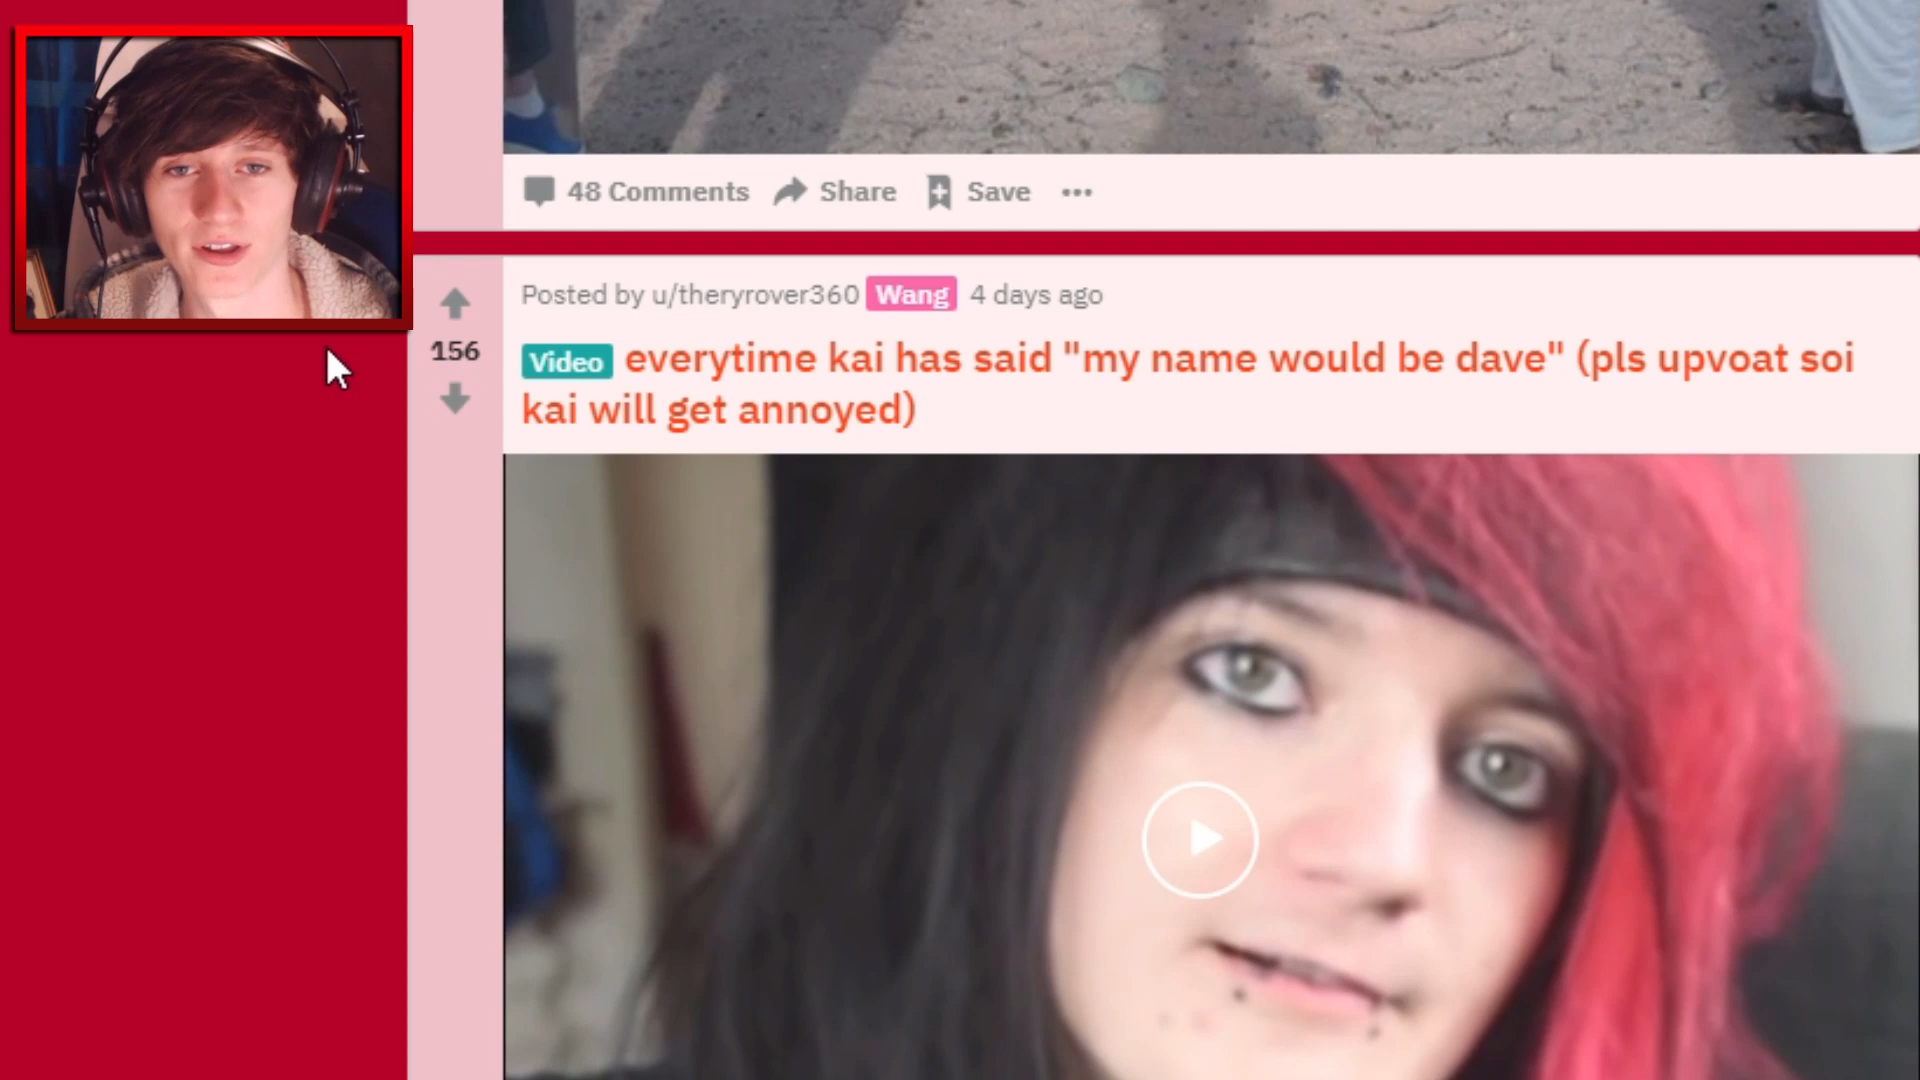 48 Comments Share Save
Posted by u/theryrover360 Wang 4 days ago
156
Video everytime kai has said "my name would be dave" (pls upvoat soi
kai will get annoyed)